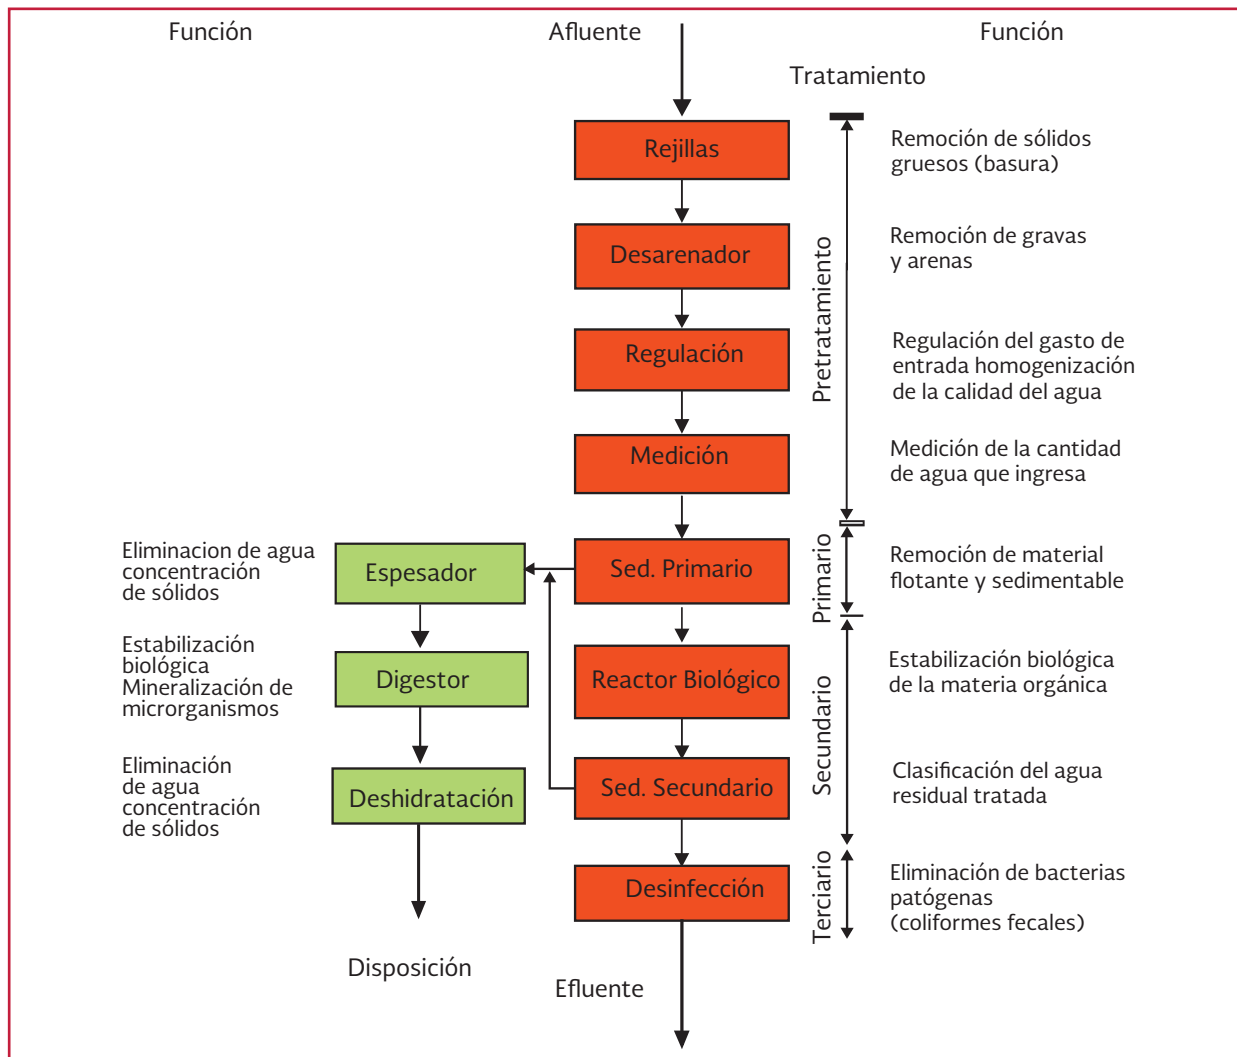 Función
Afluente
Función
Tratamiento
Rejillas
Remoción de sólidos
gruesos (basura)
Desarenador
Remoción de gravas
y arenas
Pretratamiento
Regulación
Regulación del gasto de
entrada homogenización
de la calidad del agua
Medición
Medición de la cantidad
de agua que ingresa
Eliminacion de agua
concentración
de sólidos
Espesador
Sed. Primario
Primario
Remoción de material
flotante y sedimentable
Estabilización
biológica
Mineralización de
microrganismos
Digestor
Reactor Biológico
Secundario
Estabilización biológica
de la materia orgánica
Eliminación
de agua
concentración
de sólidos
Deshidratación
Sed. Secundario
Clasificación del agua
residual tratada
Desinfección
Terciario
Eliminación de bacterias
patógenas
(coliformes fecales)
Disposición
Efluente